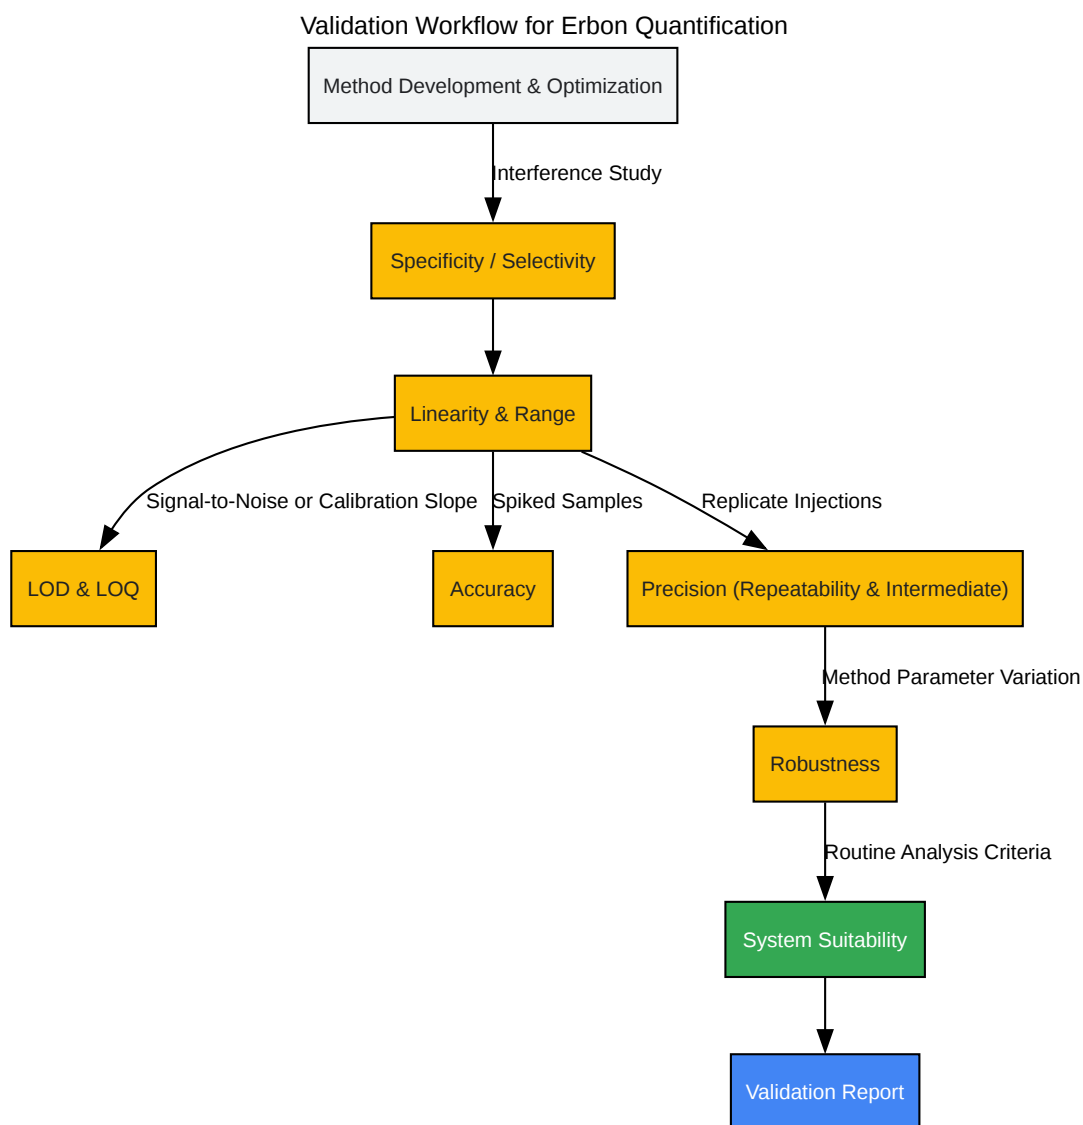 Validation Workflow for Erbon Quantification
Method Development & Optimization
Interference Study
Specificity / Selectivity
Linearity & Range
Signal-to-Noise or Calibration Slope
Spiked Samples
Replicate Injections
LOD & LOQ
Accuracy
Precision (Repeatability & Intermediate)
Method Parameter Variation
Robustness
Routine Analysis Criteria
System Suitability
Validation Report